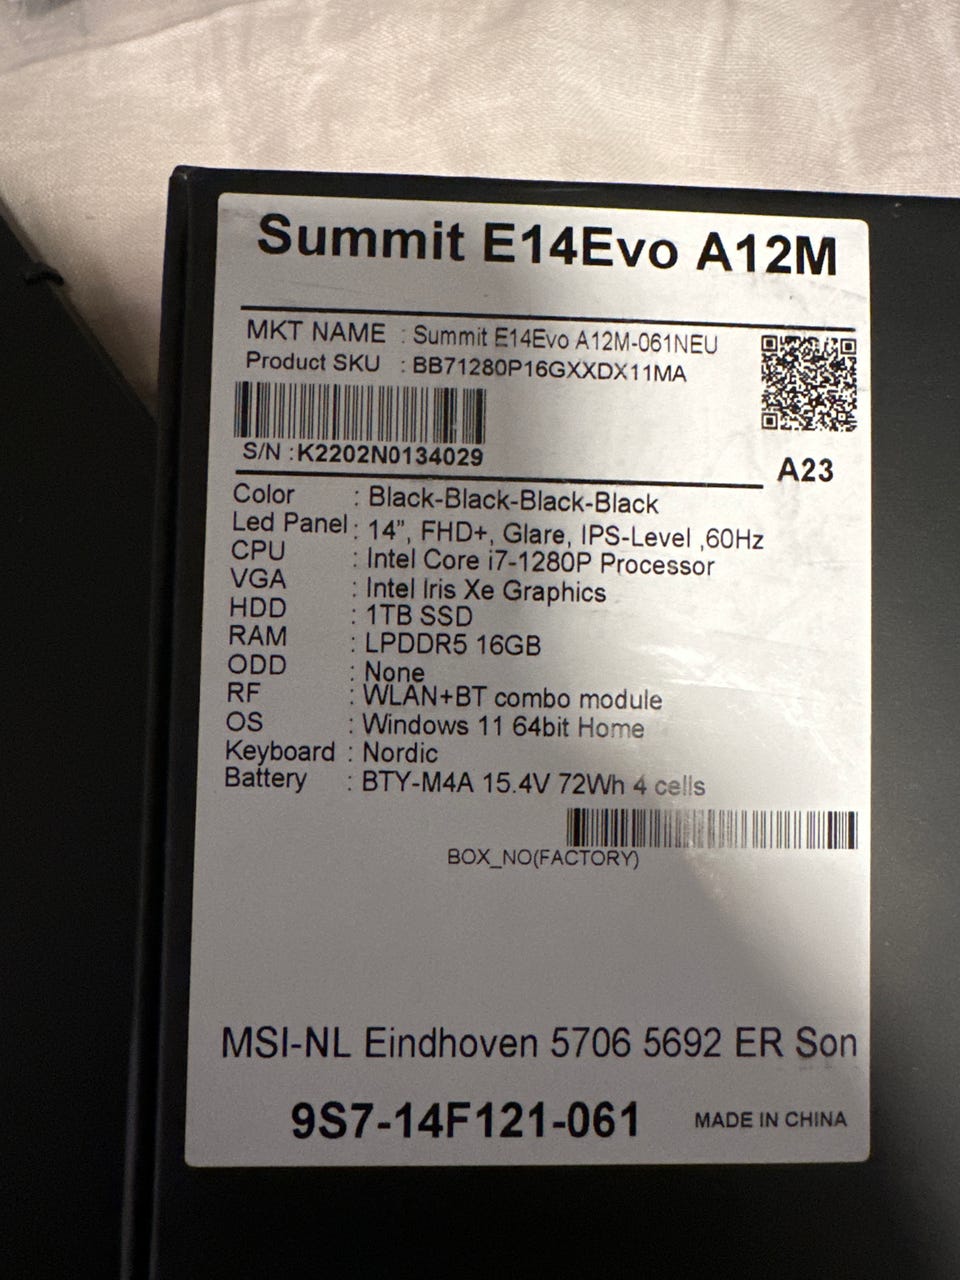 Summit E14Evo A12M
MKT NAME : Summit E14Evo A12M-061NEU
Product SKU : BB71280P16GXXDX11MA
S/N :K2202N0134029
A23
Color : Black-Black-Black-Black
Led Panel : 14”, FHD+, Glare, IPS-Level ,60Hz
CPU : Intel Core i7-1280P Processor
VGA : Intel Iris Xe Graphics
HDD : 1TB SSD
RAM : LPDDR5 16GB
ODD : None
RF : WLAN+BT combo module
OS : Windows 11 64bit Home
Keyboard : Nordic
Battery : BTY-M4A 15.4V 72Wh 4 cells
BOX_NO(FACTORY)
MSI-NL Eindhoven 5706 5692 ER Son
9S7-14F121-061
MADE IN CHINA